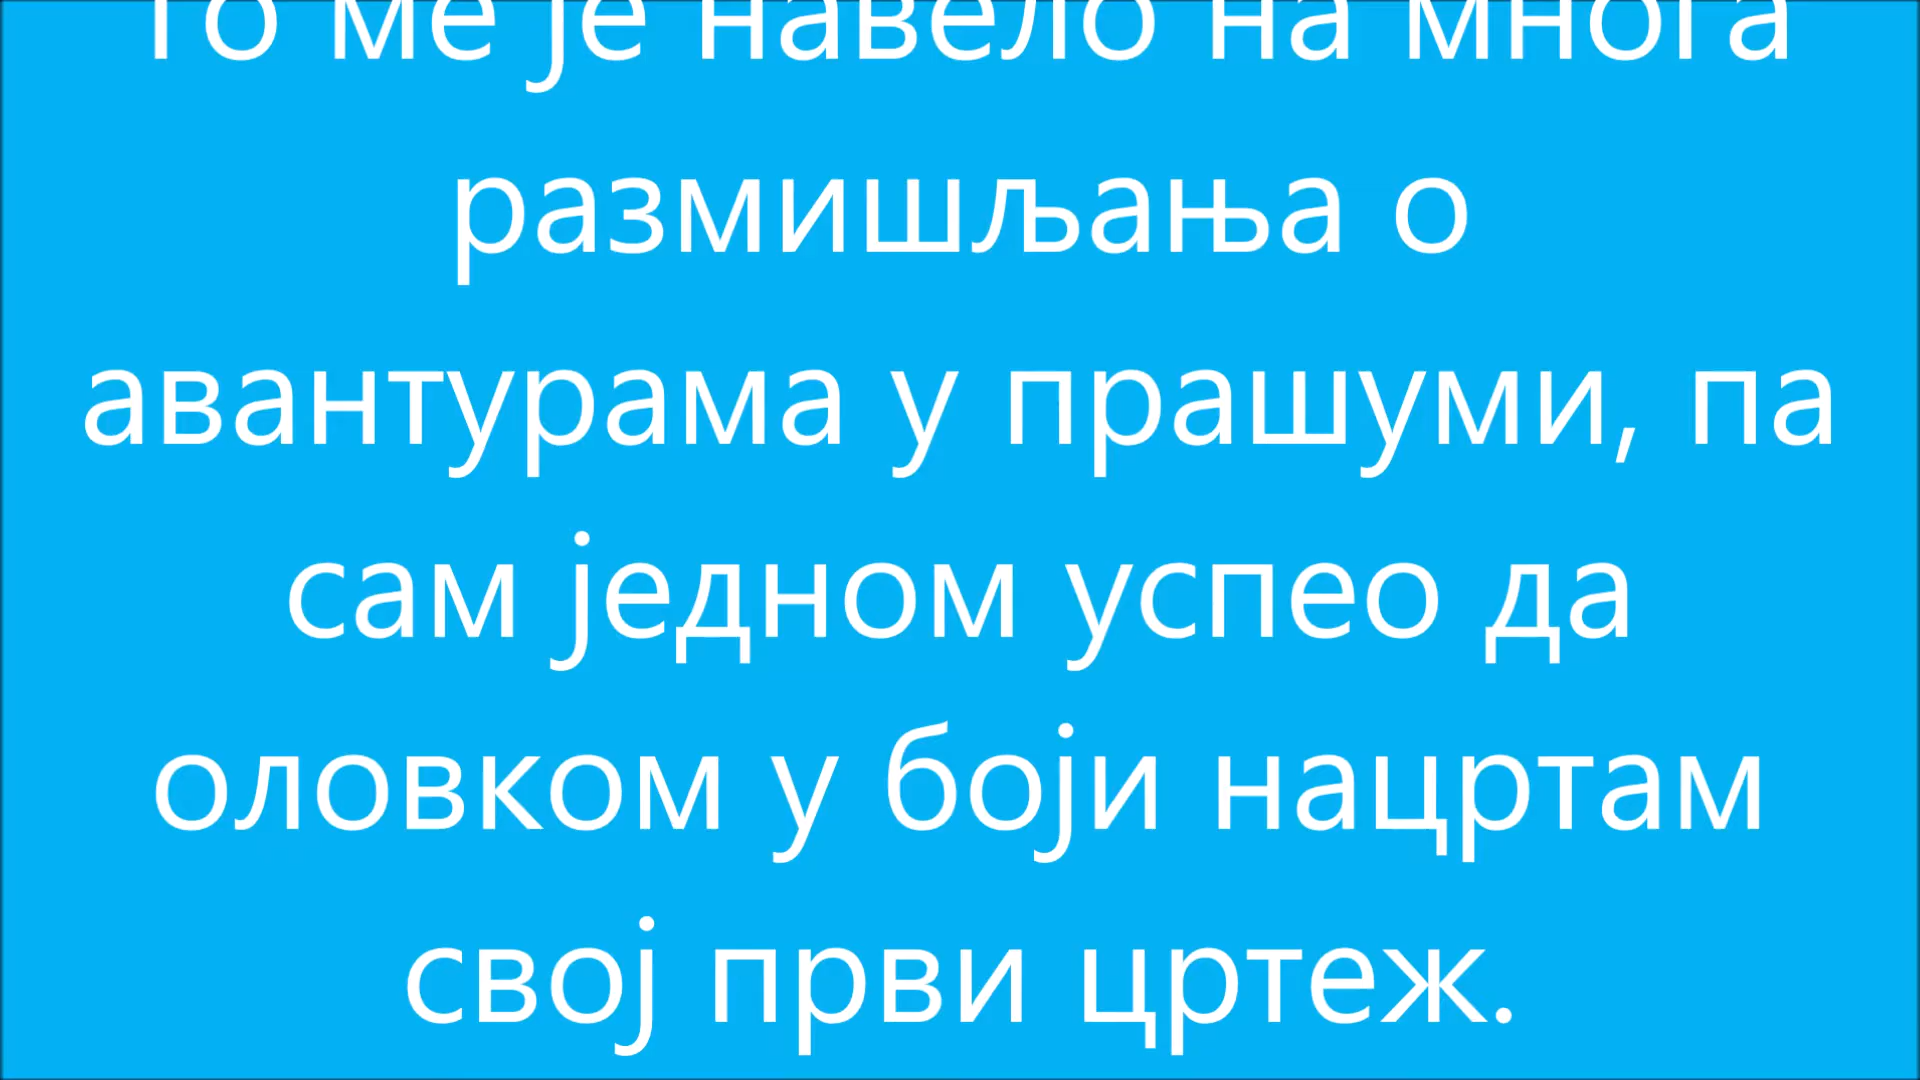 То ме је навело на многа
размишљања о
авантурама у прашуми, па
сам једном успео да
оловком у боји нацртам
свој први цртеж.